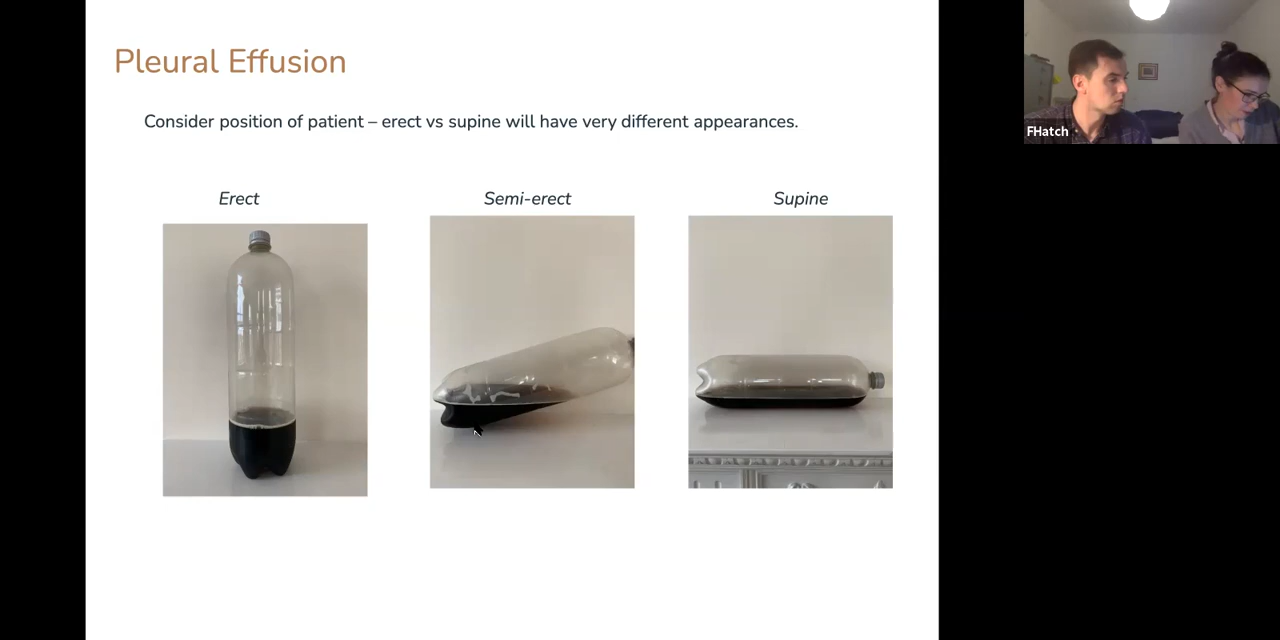 Pleural Effusion
Consider position of patient – erect vs supine will have very different appearances.
Erect
Semi-erect
Supine
FHatch